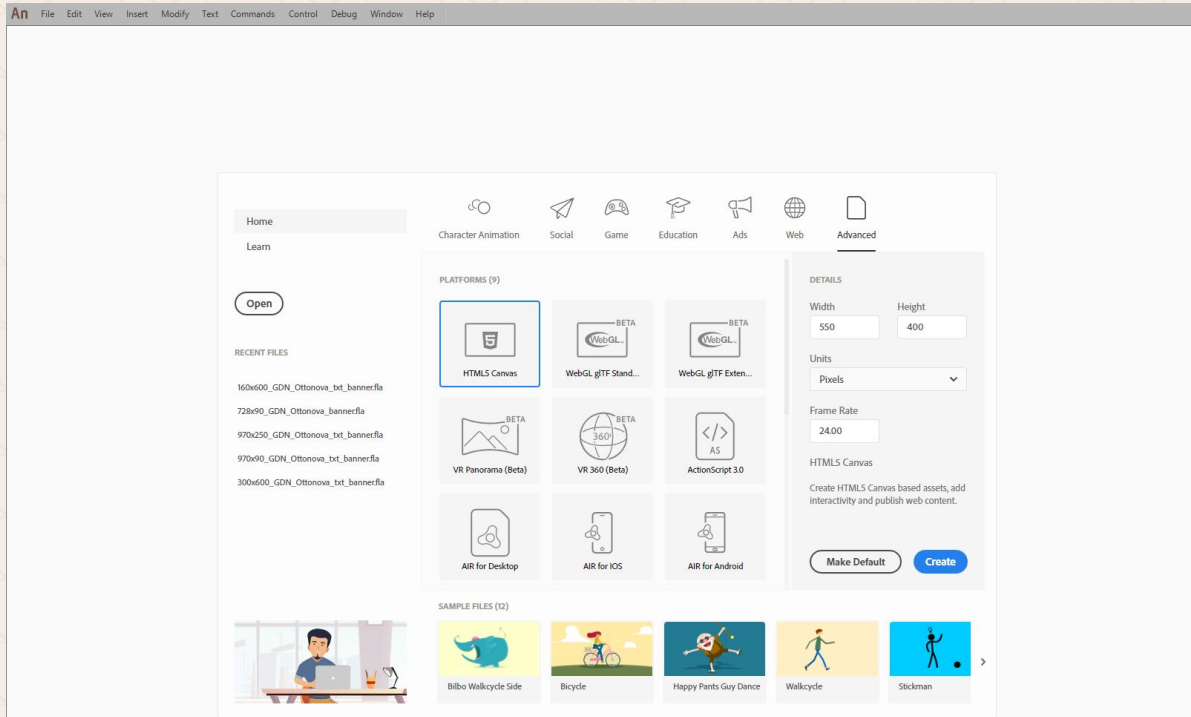 An File Edit View Insert Modify Text Commands Control Debug Window Help
Home
Learn
Open
RECENT FILES
160x600_GDN_Ottonova_txt_banner.fla
728x90_GDN_Ottonova_banner.fla
970x250_GDN_Ottonova_txt_banner.fla
970x90_GDN_Ottonova_txt_banner.fla
300x600_GDN_Ottonova_txt_banner.fla
Character Animation Social Game Education Ads Web Advanced
PLATFORMS (9)
5
HTML5 Canvas
BETA
WebGL
WebGL glTF Stand...
BETA
WebGL
WebGL glTF Exten...
BETA
VR Panorama (Beta)
BETA
360°
VR 360 (Beta)
</>
AS
ActionScript 3.0
AIR for Desktop
AIR for iOS
AIR for Android
DETAILS
Width Height
550 400
Units
Pixels
Frame Rate
24.00
HTML5 Canvas
Create HTML5 Canvas based assets, add
interactivity and publish web content.
Make Default Create
SAMPLE FILES (12)
Bilbo Walkcycle Side
Bicycle
Happy Pants Guy Dance
Walkcycle
Stickman